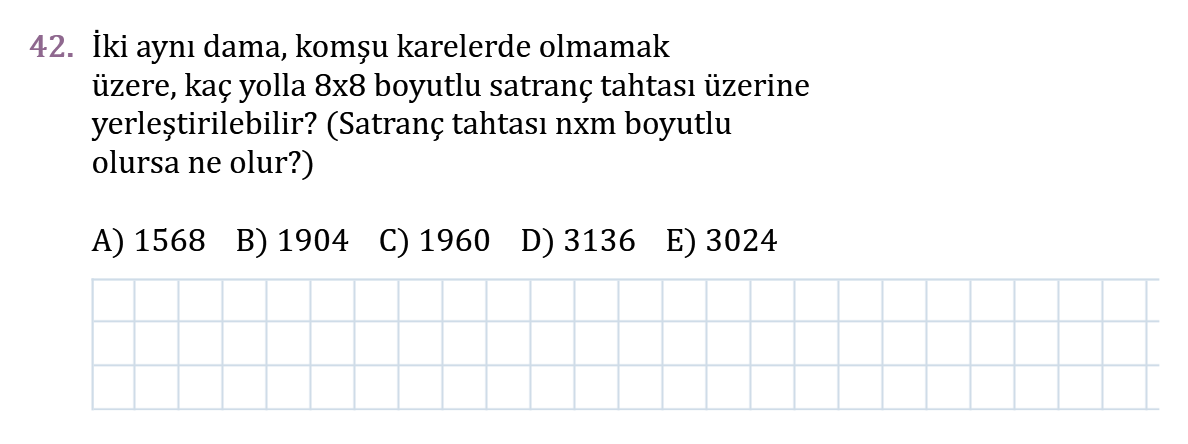 42. İki aynı dama, komşu karelerde olmamak
üzere, kaç yolla 8x8 boyutlu satranç tahtası üzerine
yerleştirilebilir? (Satranç tahtası nxm boyutlu
olursa ne olur?)
A) 1568 B) 1904 C) 1960 D) 3136 E) 3024